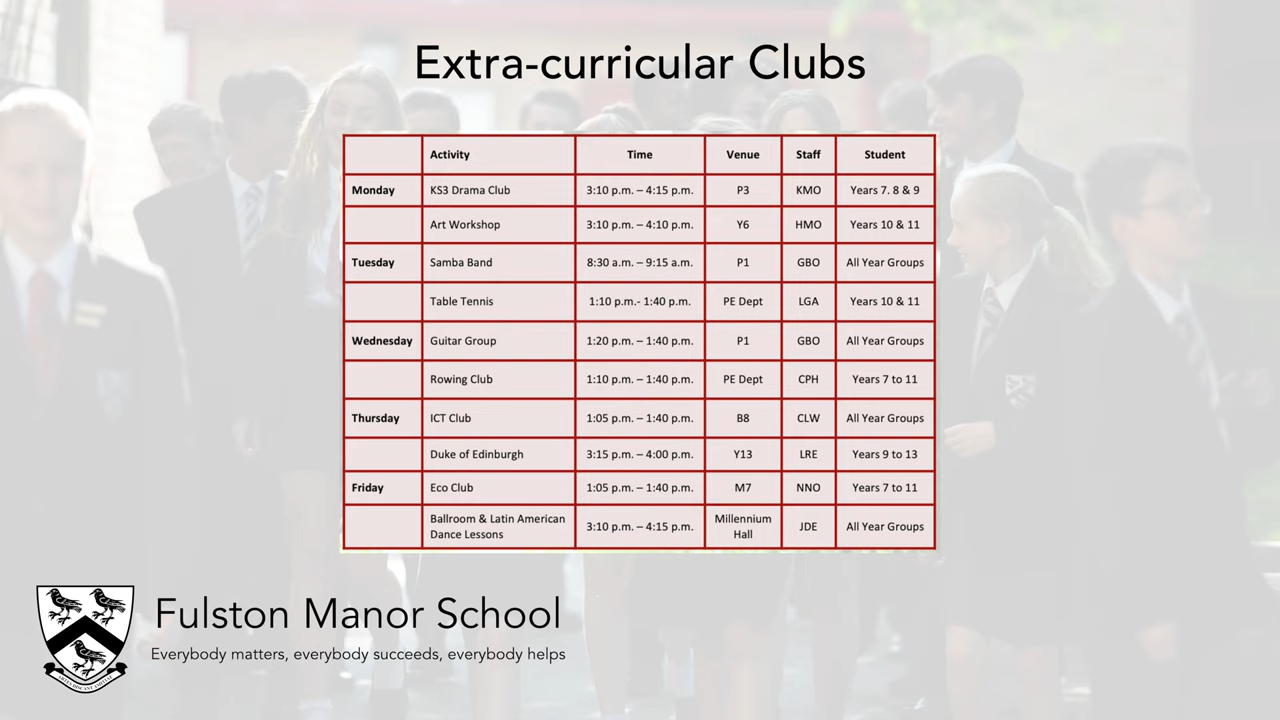 Extra-curricular Clubs
Activity Time Venue Staff Student
Monday KS3 Drama Club 3:10 p.m. – 4:15 p.m. P3 KMO Years 7. 8 & 9
Art Workshop 3:10 p.m. – 4:10 p.m. Y6 HMO Years 10 & 11
Tuesday Samba Band 8:30 a.m. – 9:15 a.m. P1 GBO All Year Groups
Table Tennis 1:10 p.m.- 1:40 p.m. PE Dept LGA Years 10 & 11
Wednesday Guitar Group 1:20 p.m. – 1:40 p.m. P1 GBO All Year Groups
Rowing Club 1:10 p.m. – 1:40 p.m. PE Dept CPH Years 7 to 11
Thursday ICT Club 1:05 p.m. – 1:40 p.m. B8 CLW All Year Groups
Duke of Edinburgh 3:15 p.m. – 4:00 p.m. Y13 LRE Years 9 to 13
Friday Eco Club 1:05 p.m. – 1:40 p.m. M7 NNO Years 7 to 11
Ballroom & Latin American Dance Lessons 3:10 p.m. – 4:15 p.m. Millennium Hall JDE All Year Groups
Fulston Manor School
Everybody matters, everybody succeeds, everybody helps